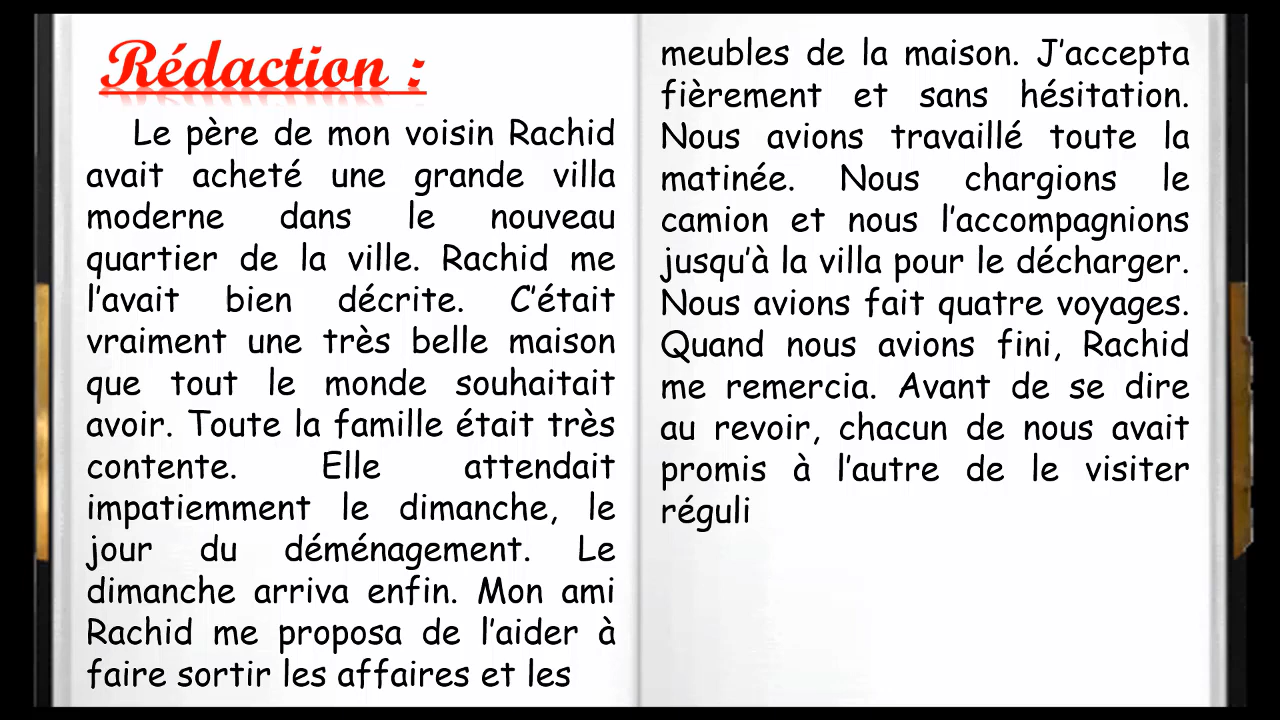 Rédaction :
Le père de mon voisin Rachid
avait acheté une grande villa
moderne dans le nouveau
quartier de la ville. Rachid me
l’avait bien décrite. C’était
vraiment une très belle maison
que tout le monde souhaitait
avoir. Toute la famille était très
contente. Elle attendait
impatiemment le dimanche, le
jour du déménagement. Le
dimanche arriva enfin. Mon ami
Rachid me proposa de l’aider à
faire sortir les affaires et les
meubles de la maison. J’accepta
fièrement et sans hésitation.
Nous avions travaillé toute la
matinée. Nous chargions le
camion et nous l’accompagnions
jusqu’à la villa pour le décharger.
Nous avions fait quatre voyages.
Quand nous avions fini, Rachid
me remercia. Avant de se dire
au revoir, chacun de nous avait
promis à l’autre de le visiter
réguli